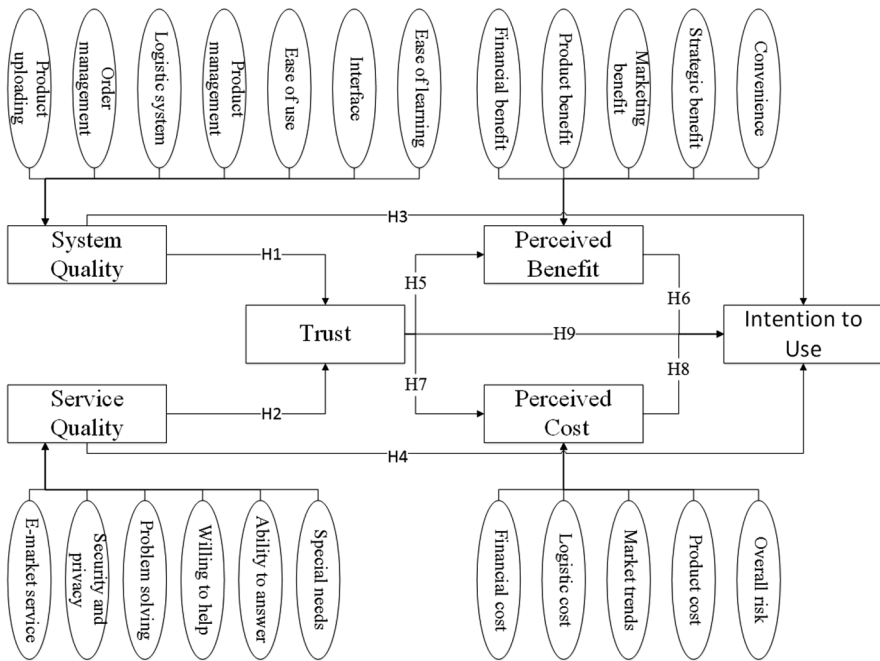 Product
uploading
Order
management
Logistic system
Product
management
Ease of use
Interface
Ease of learning
Financial benefit
Product benefit
Marketing
benefit
Strategic benefit
Convenience
H3
System
Quality
H1
Perceived
Benefit
H5
H6
Trust
H9
Intention to
Use
H7
H8
Service
Quality
H2
Perceived
Cost
H4
E-market service
Security and
privacy
Problem solving
Willing to help
Ability to answer
Special needs
Financial cost
Logistic cost
Market trends
Product cost
Overall risk